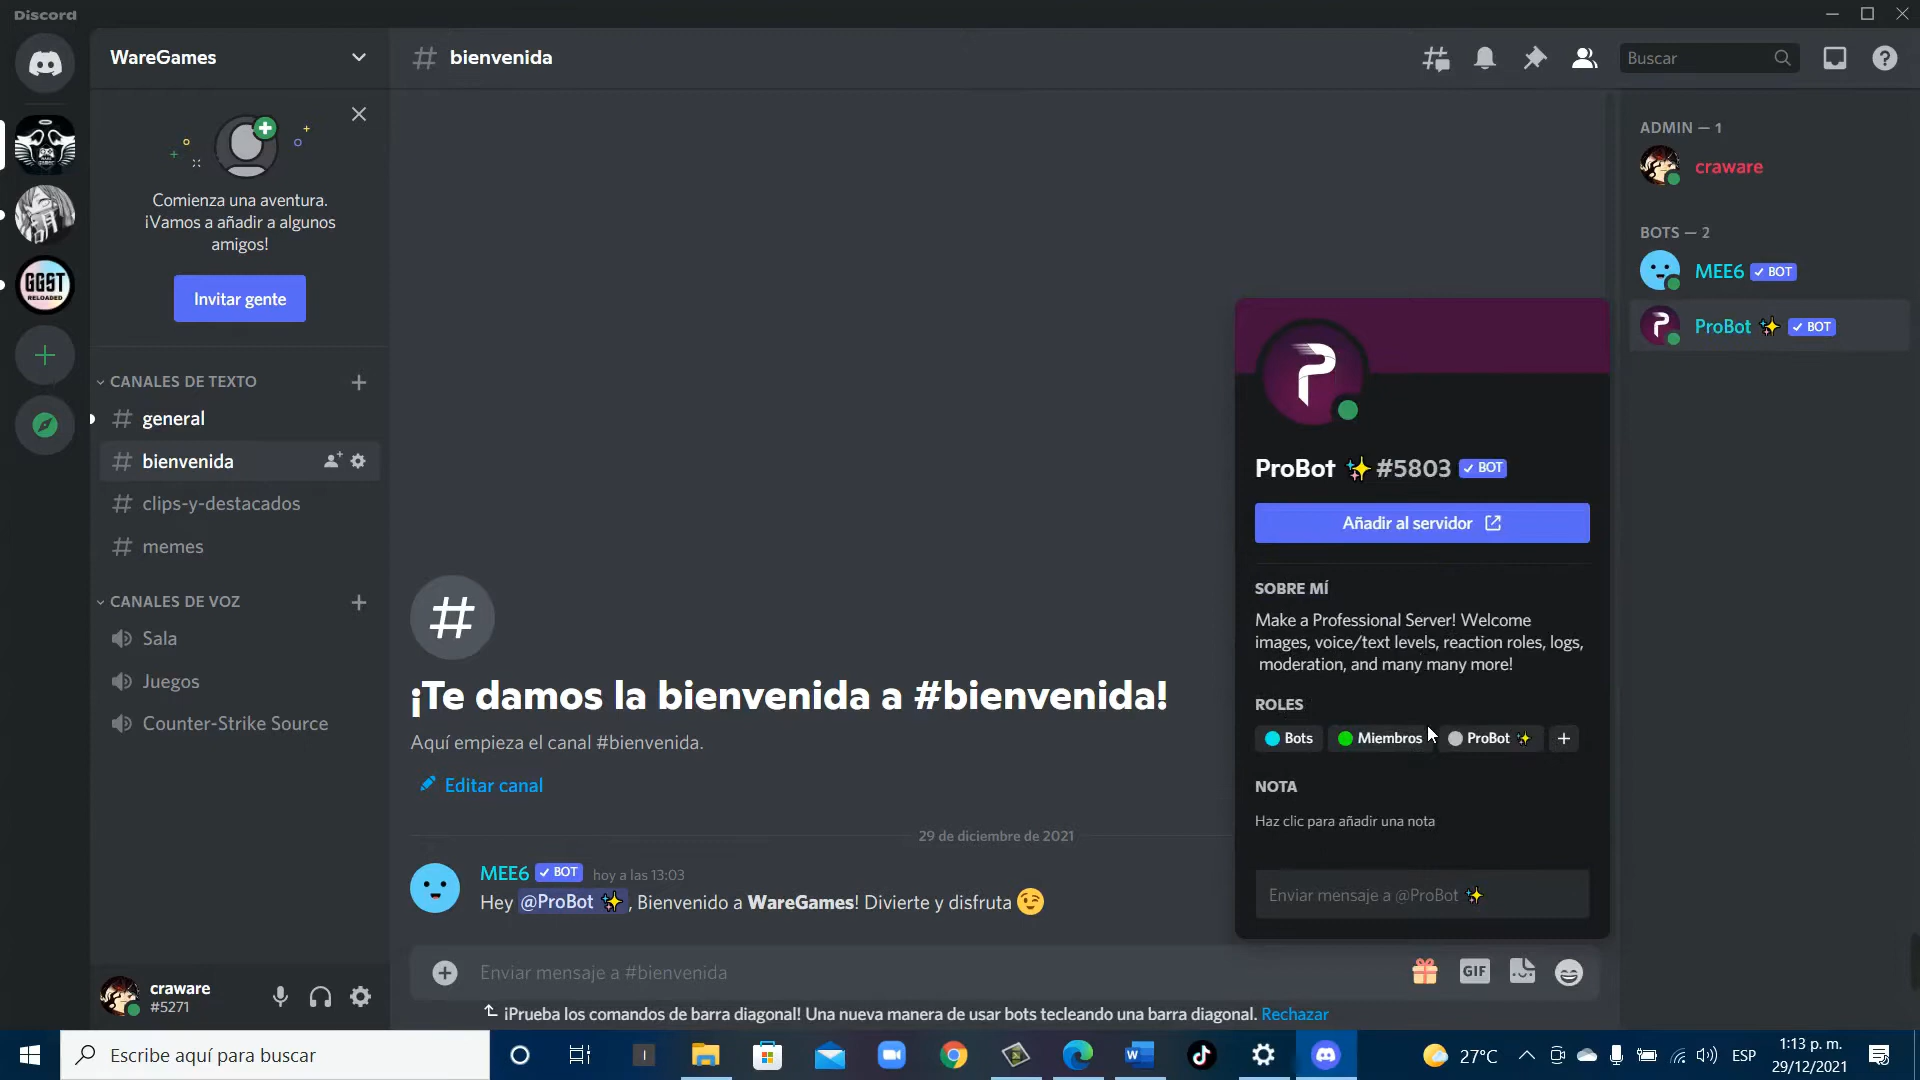 Discord
WareGames
bienvenida
Buscar
Comienza una aventura.
¡Vamos a añadir a algunos
amigos!
Invitar gente
CANALES DE TEXTO
general
bienvenida
clips-y-destacados
memes
CANALES DE VOZ
Sala
Juegos
Counter-Strike Source
craware
#5271
GGST
RELOADED
¡Te damos la bienvenida a #bienvenida!
Aquí empieza el canal #bienvenida.
Editar canal
29 de diciembre de 2021
MEE6 BOT hoy a las 13:03
Hey @ProBot ✨, Bienvenido a WareGames! Divierte y disfruta 😉
Enviar mensaje a #bienvenida
GIF
¡Prueba los comandos de barra diagonal! Una nueva manera de usar bots tecleando una barra diagonal. Rechazar
ProBot ✨ #5803 BOT
Añadir al servidor
SOBRE MÍ
Make a Professional Server! Welcome
images, voice/text levels, reaction roles, logs,
moderation, and many many more!
ROLES
Bots Miembros ProBot ✨ +
NOTA
Haz clic para añadir una nota
Enviar mensaje a @ProBot ✨
ADMIN — 1
craware
BOTS — 2
MEE6 BOT
ProBot ✨ BOT
Escribe aquí para buscar
27°C
ESP
1:13 p. m.
29/12/2021